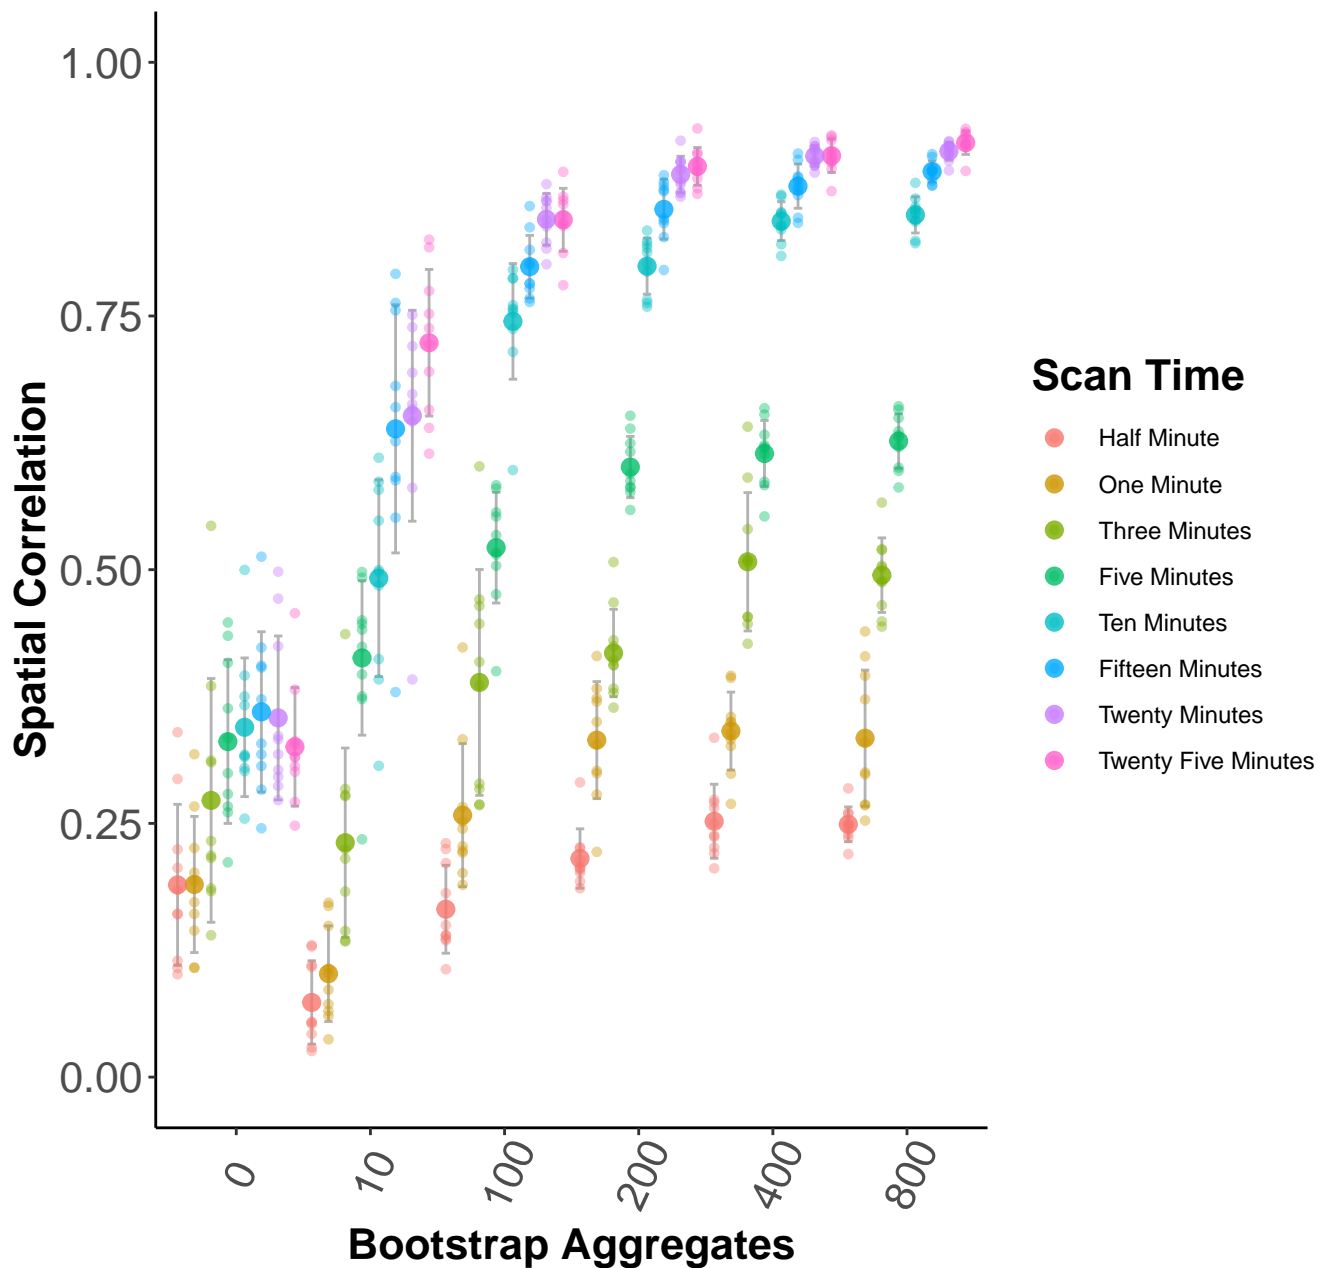 1.00
0.75
0.50
0.25
0.00
Spatial Correlation
0
10
100
200
400
800
Bootstrap Aggregates
Scan Time
Half Minute
One Minute
Three Minutes
Five Minutes
Ten Minutes
Fifteen Minutes
Twenty Minutes
Twenty Five Minutes